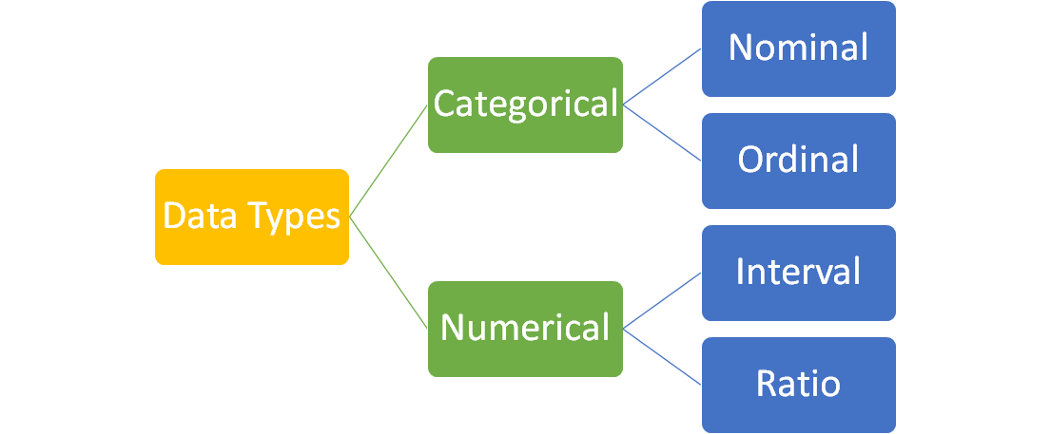 Data Types
Categorical
Nominal
Ordinal
Numerical
Interval
Ratio